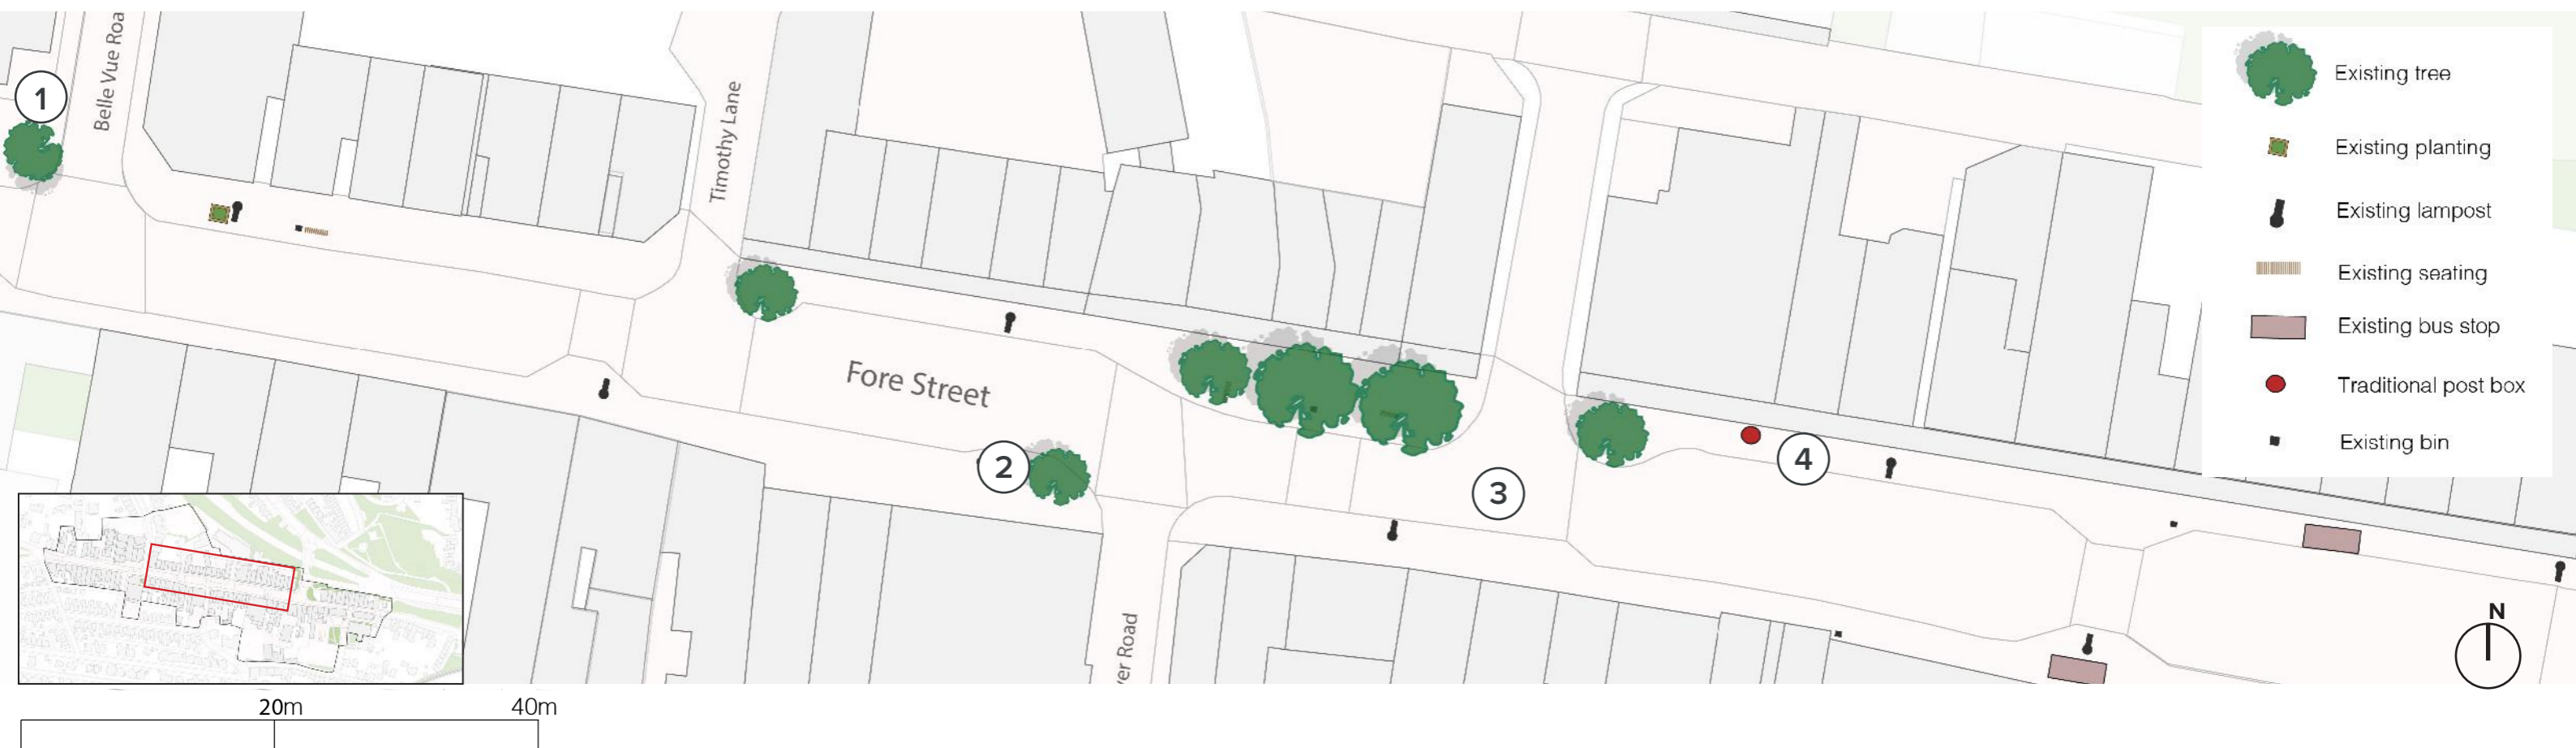 Belle Vue Roa
1
Timothy Lane
Fore Street
2
3
4
ver Road
Existing tree
Existing planting
Existing lampost
Existing seating
Existing bus stop
Traditional post box
Existing bin
N
20m
40m